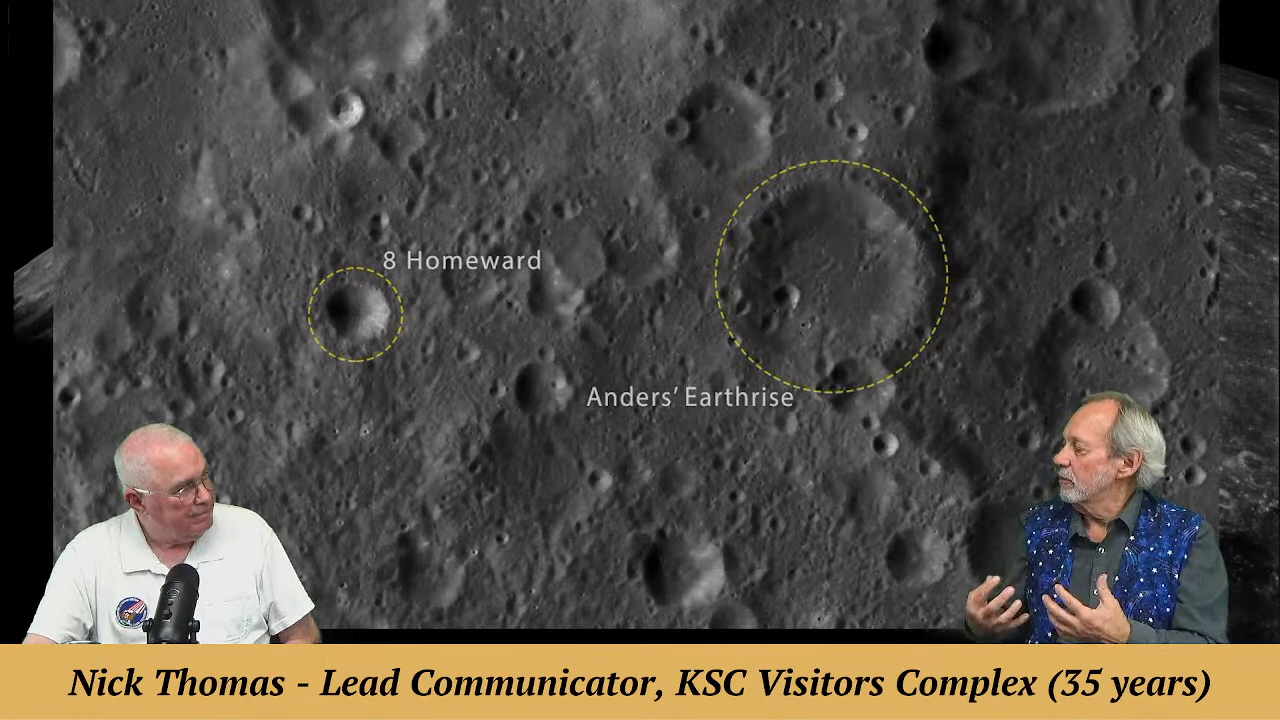 8 Homeward
Anders' Earthrise
Nick Thomas - Lead Communicator, KSC Visitors Complex (35 years)